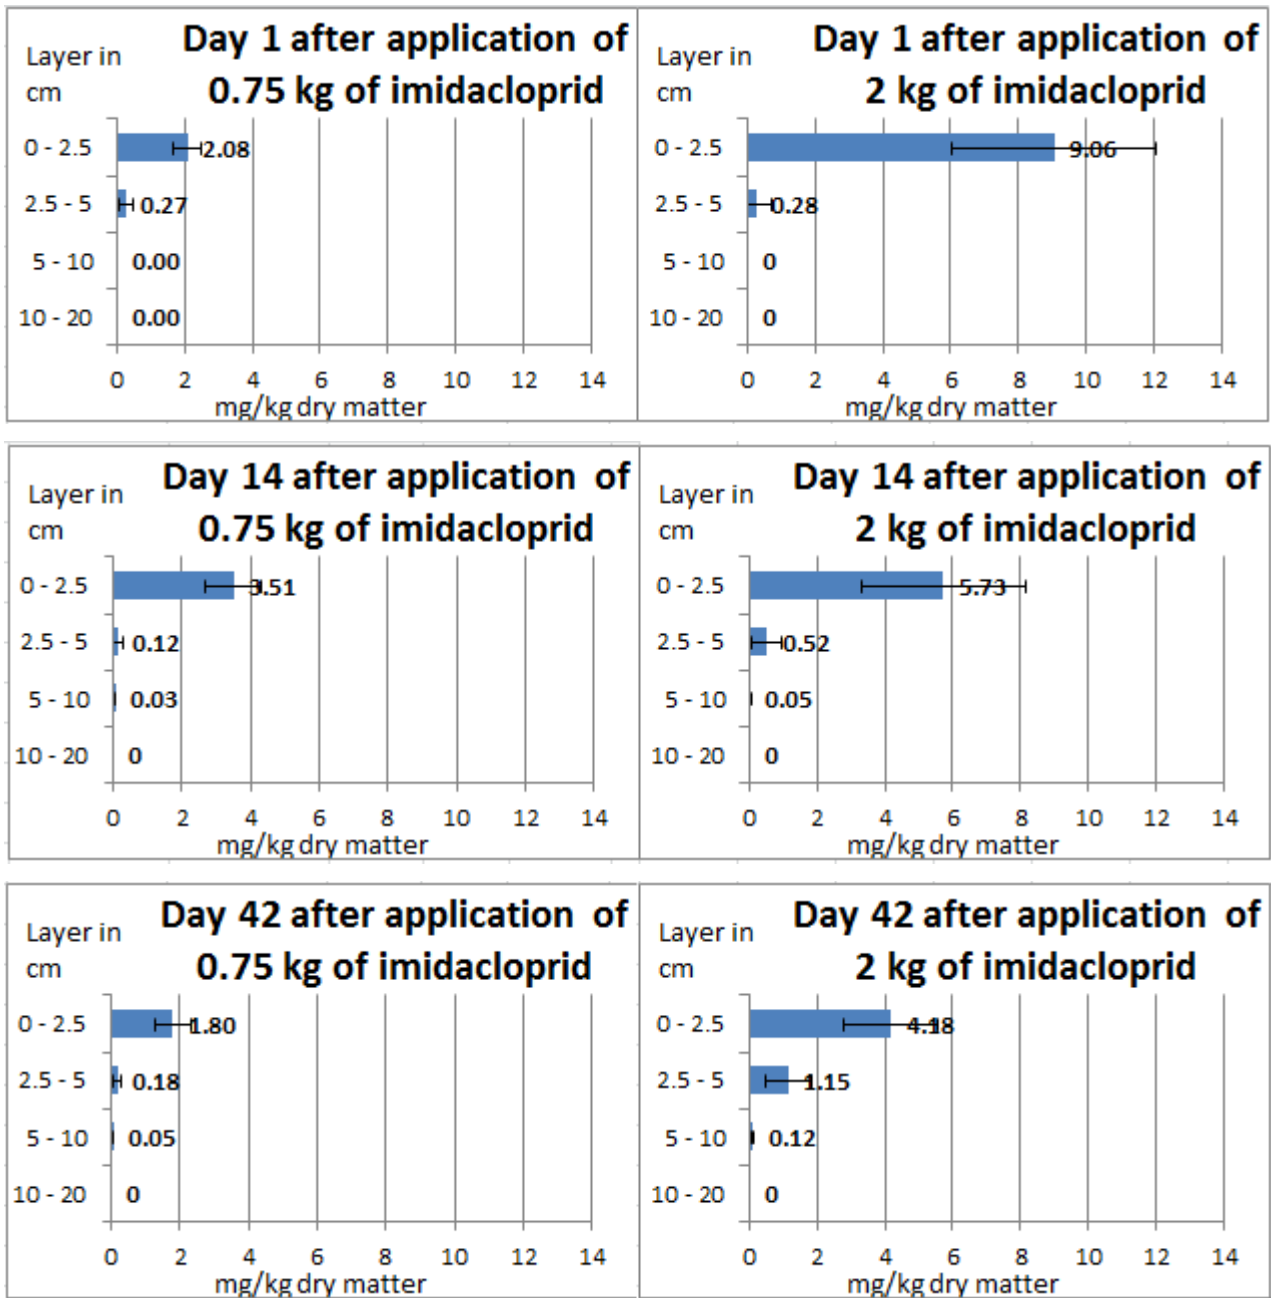 Day 1 after application of
0.75 kg of imidacloprid
Layer in
cm
0 - 2.5
2.08
2.5 - 5
0.27
5 - 10
0.00
10 - 20
0.00
0 2 4 6 8 10 12 14
mg/kg dry matter
Day 1 after application of
2 kg of imidacloprid
Layer in
cm
0 - 2.5
9.06
2.5 - 5
0.28
5 - 10
0
10 - 20
0
0 2 4 6 8 10 12 14
mg/kg dry matter
Day 14 after application of
0.75 kg of imidacloprid
Layer in
cm
0 - 2.5
3.51
2.5 - 5
0.12
5 - 10
0.03
10 - 20
0
0 2 4 6 8 10 12 14
mg/kg dry matter
Day 14 after application of
2 kg of imidacloprid
Layer in
cm
0 - 2.5
5.73
2.5 - 5
0.52
5 - 10
0.05
10 - 20
0
0 2 4 6 8 10 12 14
mg/kg dry matter
Day 42 after application of
0.75 kg of imidacloprid
Layer in
cm
0 - 2.5
1.80
2.5 - 5
0.18
5 - 10
0.05
10 - 20
0
0 2 4 6 8 10 12 14
mg/kg dry matter
Day 42 after application of
2 kg of imidacloprid
Layer in
cm
0 - 2.5
4.18
2.5 - 5
1.15
5 - 10
0.12
10 - 20
0
0 2 4 6 8 10 12 14
mg/kg dry matter